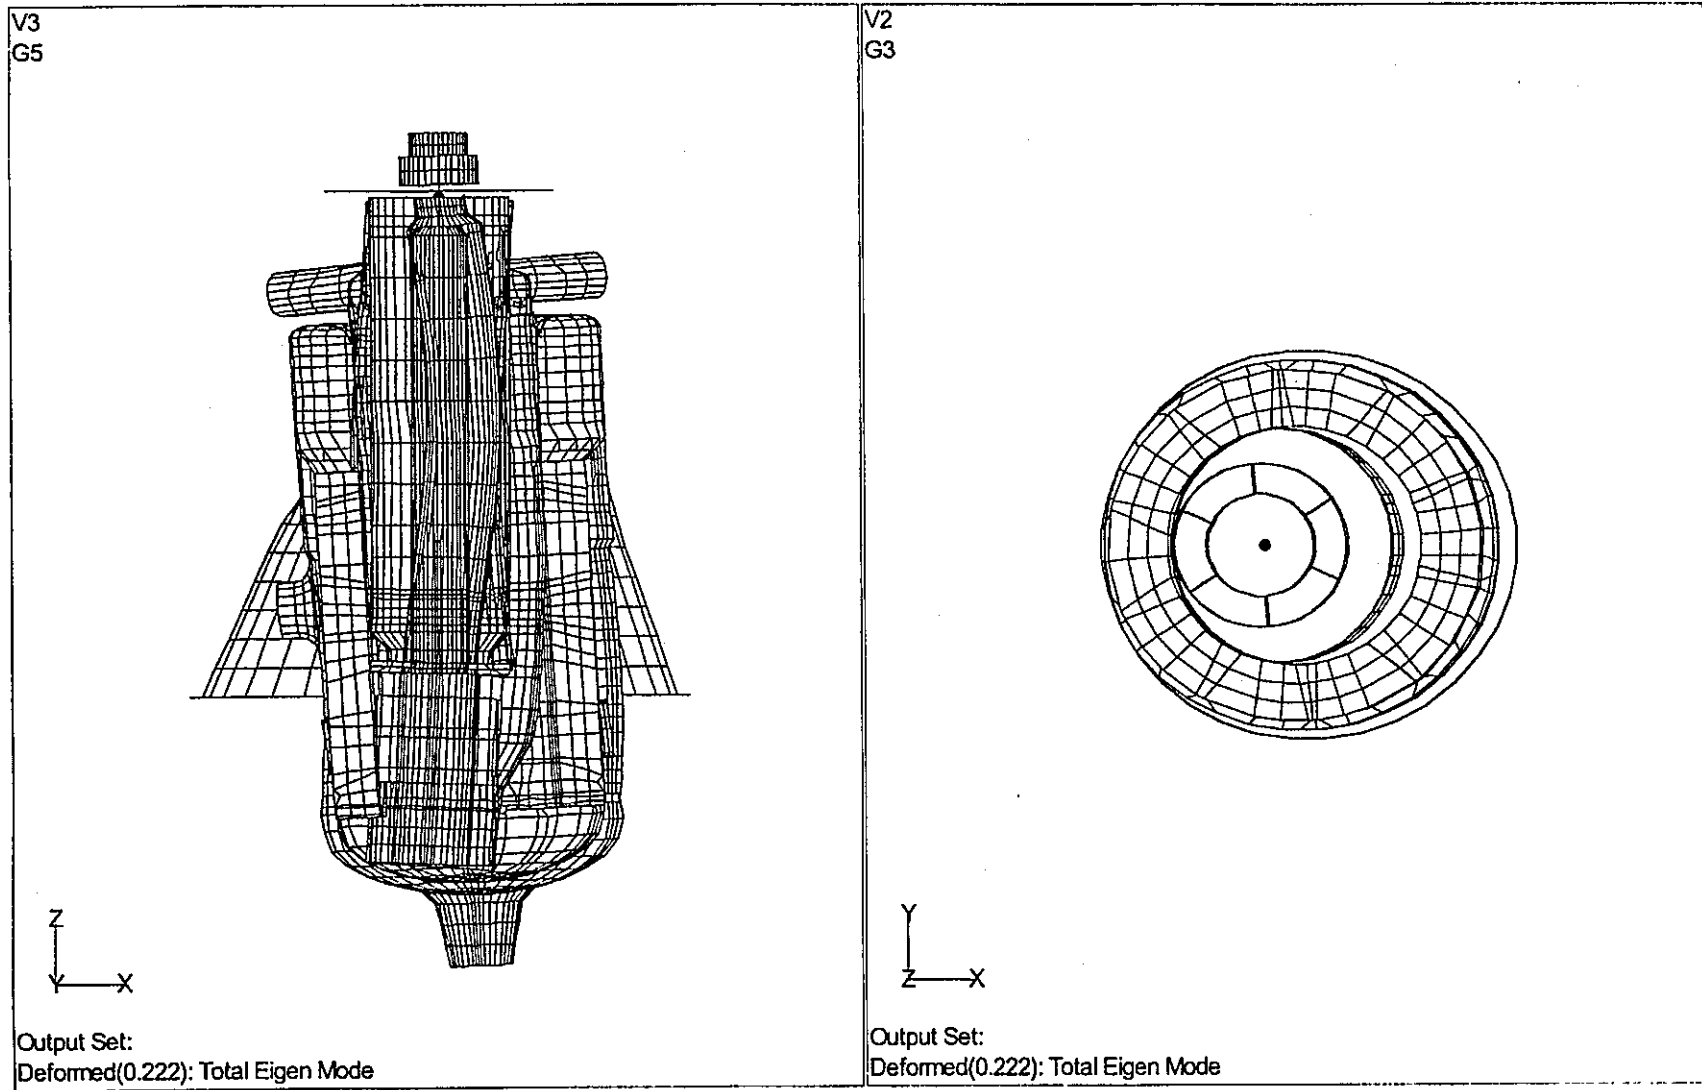 V3
G5
Z
Y
X
Output Set:
Deformed(0.222): Total Eigen Mode
V2
G3
Y
Z
X
Output Set:
Deformed(0.222): Total Eigen Mode